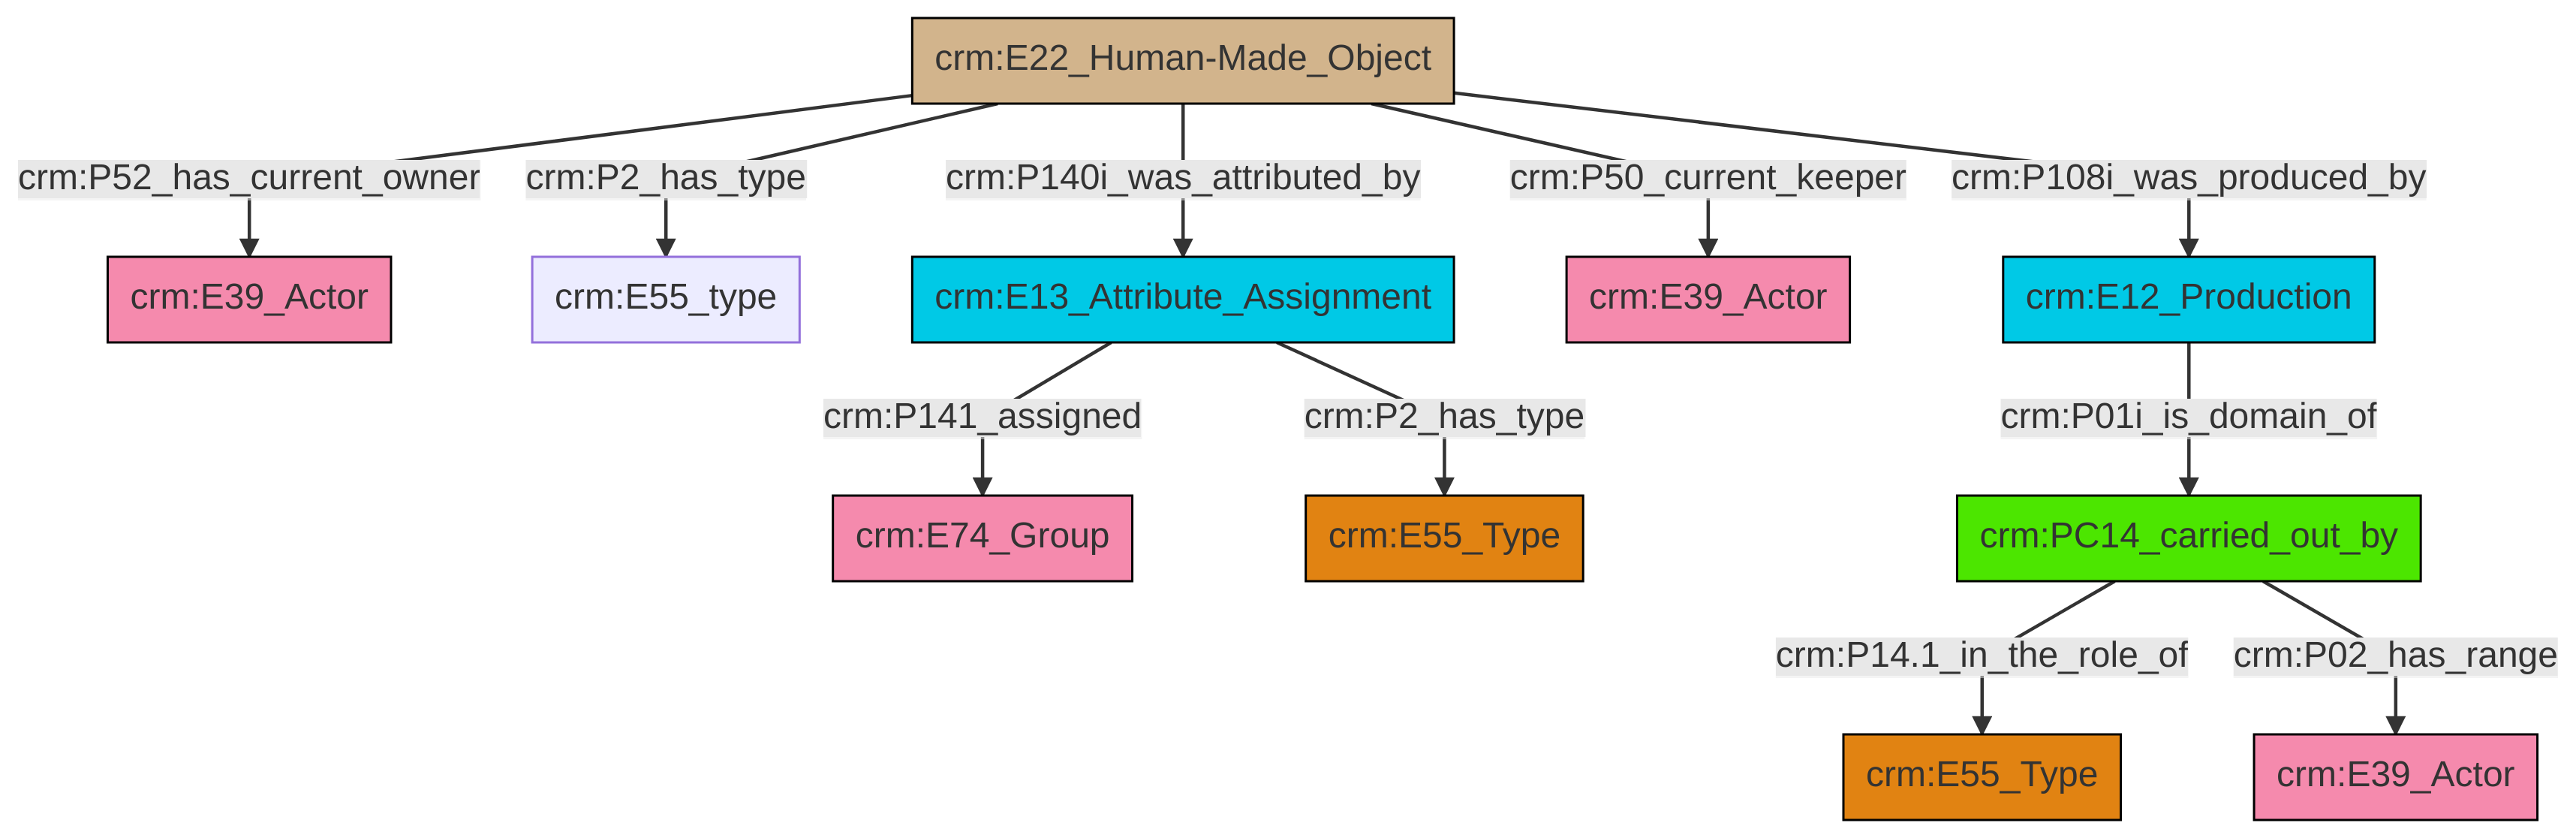 crm:E22_Human-Made_Object
crm:P52_has_current_owner
crm:P2_has_type
crm:P140i_was_attributed_by
crm:P50_current_keeper
crm:P108i_was_produced_by
crm:E39_Actor
crm:E55_type
crm:E13_Attribute_Assignment
crm:E39_Actor
crm:E12_Production
crm:P141_assigned
crm:P2_has_type
crm:P01i_is_domain_of
crm:E74_Group
crm:E55_Type
crm:PC14_carried_out_by
crm:P14.1_in_the_role_of
crm:P02_has_range
crm:E55_Type
crm:E39_Actor